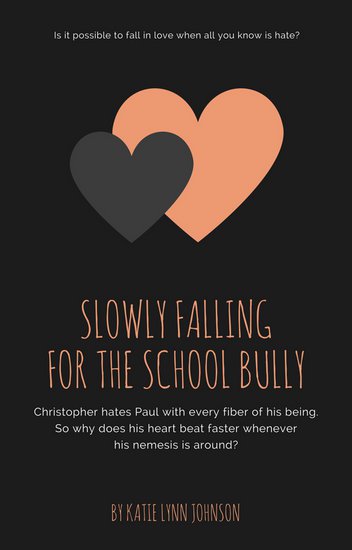 Is it possible to fall in love when all you know is hate?
SLOWLY FALLING
FOR THE SCHOOL BULLY
Christopher hates Paul with every fiber of his being.
So why does his heart beat faster whenever
his nemesis is around?
BY KATIE LYNN JOHNSON